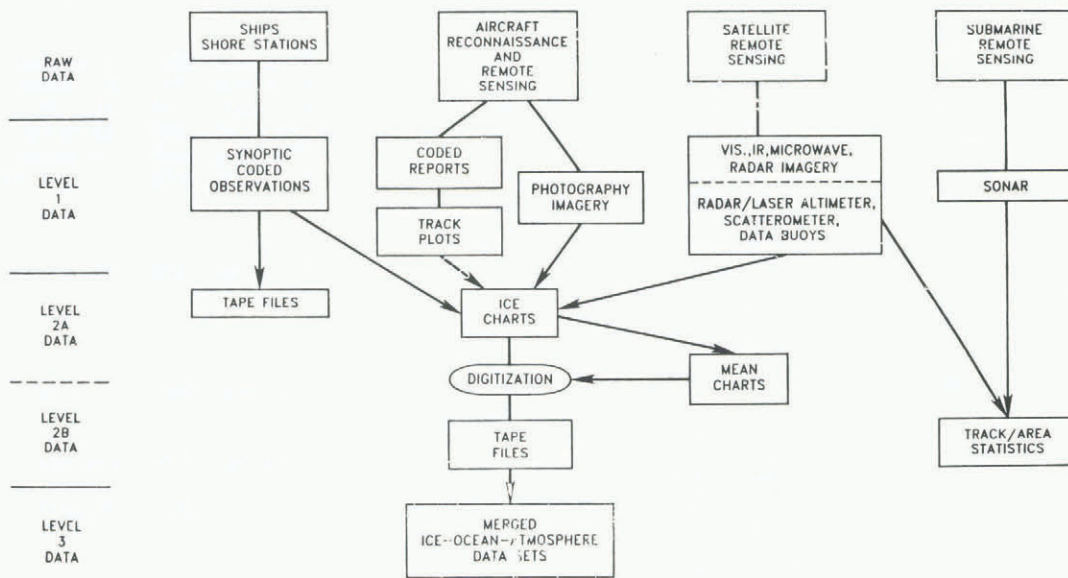 RAW
DATA
SHIPS
SHORE STATIONS
AIRCRAFT
RECONNAISSANCE
AND
REMOTE
SENSING
SATELLITE
REMOTE
SENSING
SUBMARINE
REMOTE
SENSING
LEVEL
1
DATA
SYNOPTIC
CODED
OBSERVATIONS
CODED
REPORTS
TRACK
PLOTS
PHOTOGRAPHY
IMAGERY
VIS.,IR,MICROWAVE,
RADAR IMAGERY
RADAR/LASER ALTIMETER,
SCATTEROMETER,
DATA BUOYS
SONAR
LEVEL
2A
DATA
TAPE FILES
ICE
CHARTS
MEAN
CHARTS
DIGITIZATION
LEVEL
2B
DATA
TAPE
FILES
TRACK/AREA
STATISTICS
LEVEL
3
DATA
MERGED
ICE-OCEAN-ATMOSPHERE
DATA SETS